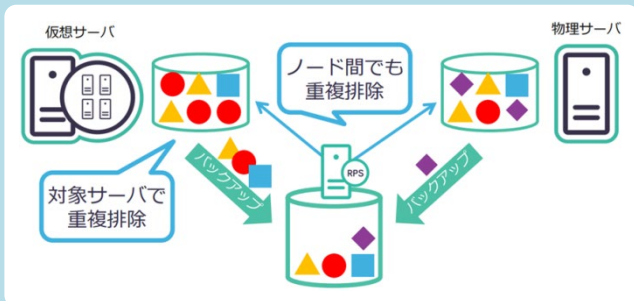 仮想サーバ
物理サーバ
ノード間でも
重複排除
対象サーバで
重複排除
バックアップ
バックアップ
RPS